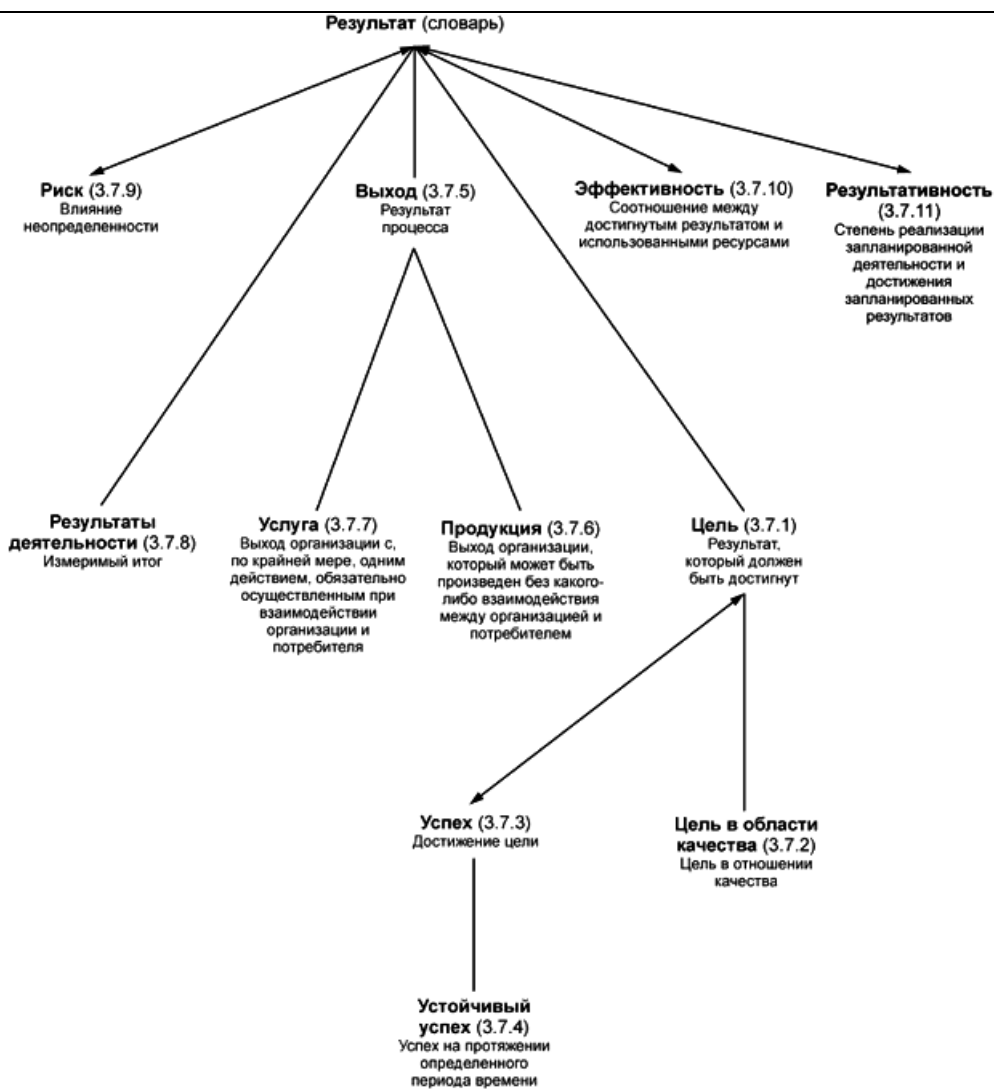 Результат (словарь)
Риск (3.7.9)
Влияние
неопределенности
Выход (3.7.5)
Результат
процесса
Эффективность (3.7.10)
Соотношение между
достигнутым результатом и
использованными ресурсами
Результативность
(3.7.11)
Степень реализации
запланированной
деятельности и
достижения
запланированных
результатов
Результаты
деятельности (3.7.8)
Измеримый итог
Услуга (3.7.7)
Выход организации с,
по крайней мере, одним
действием, обязательно
осуществленным при
взаимодействии
организации и
потребителя
Продукция (3.7.6)
Выход организации,
который может быть
произведен без какого-
либо взаимодействия
между организацией и
потребителем
Цель (3.7.1)
Результат,
который должен
быть достигнут
Успех (3.7.3)
Достижение цели
Цель в области
качества (3.7.2)
Цель в отношении
качества
Устойчивый
успех (3.7.4)
Успех на протяжении
определенного
периода времени